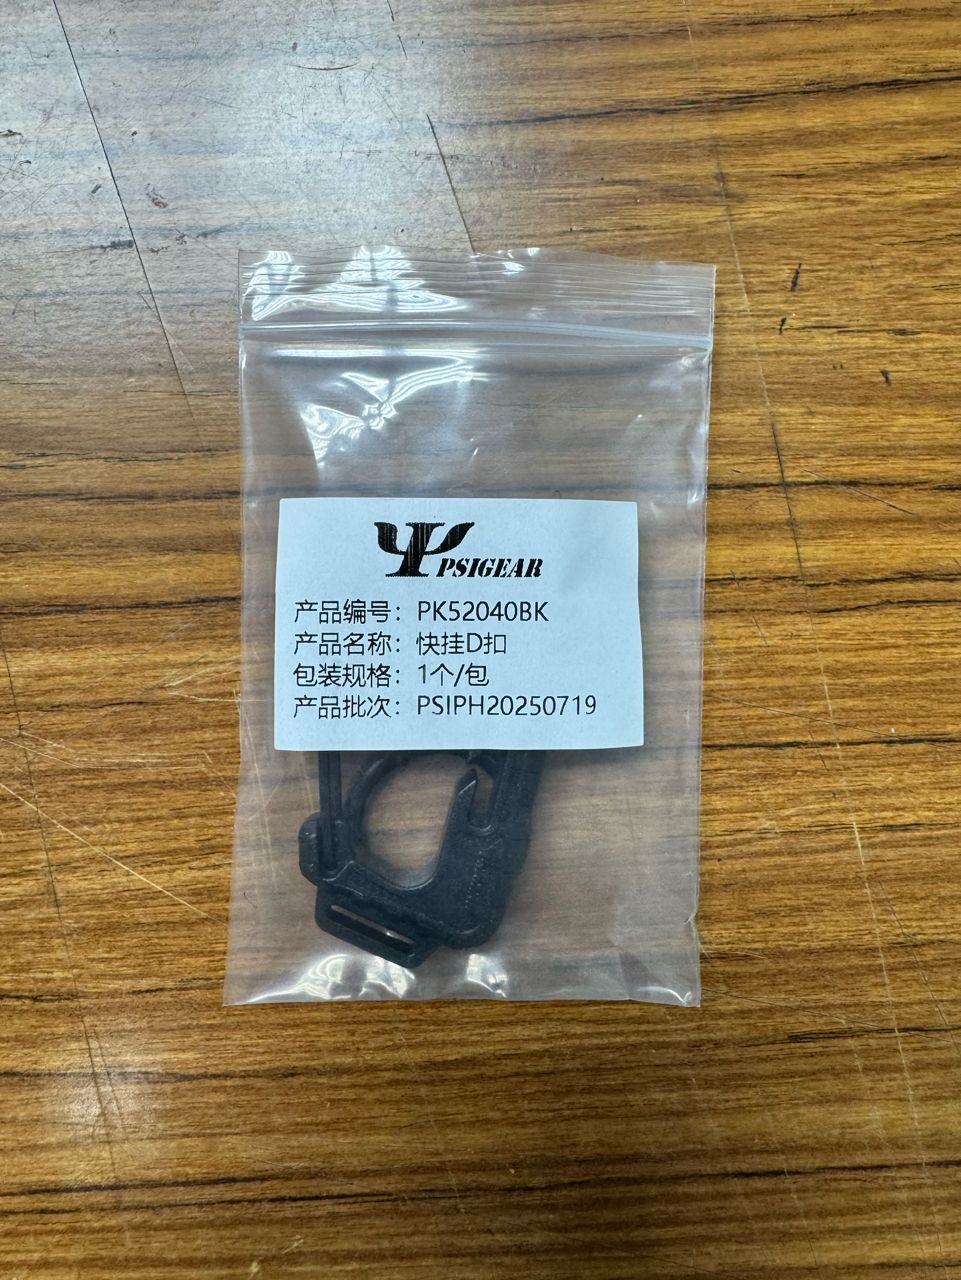 PSIGEAR
产品编号：PK52040BK
产品名称：快挂D扣
包装规格：1个/包
产品批次：PSIPH20250719